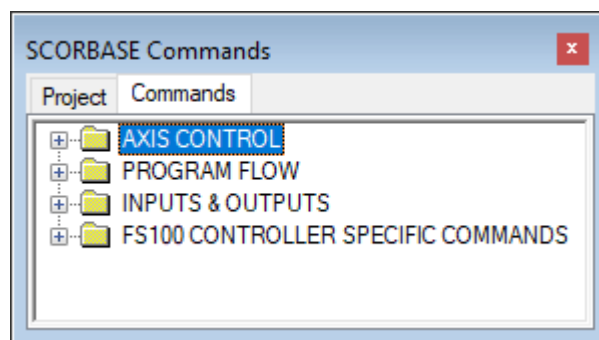 SCORBASE Commands
Project Commands
AXIS CONTROL
PROGRAM FLOW
INPUTS & OUTPUTS
FS100 CONTROLLER SPECIFIC COMMANDS